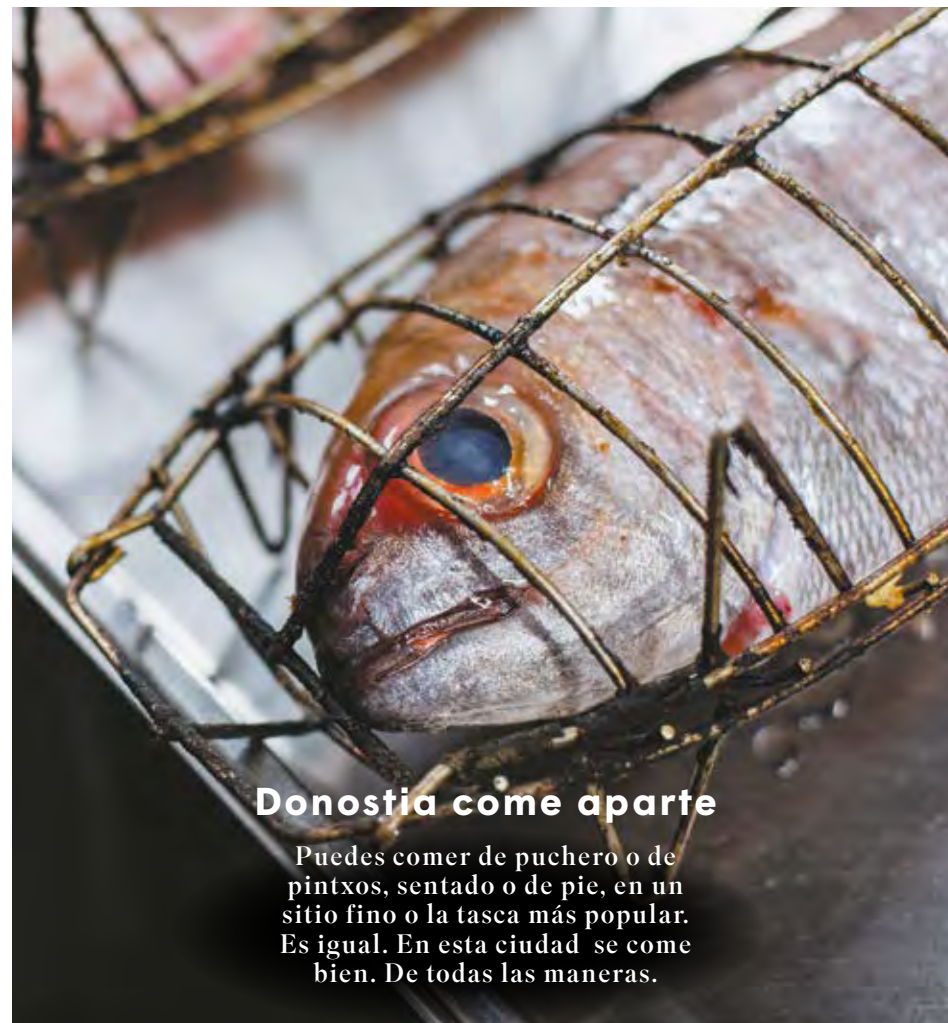 Donostia come aparte
Puedes comer de puchero o de
pintxos, sentado o de pie, en un
sitio fino o la tasca más popular.
Es igual. En esta ciudad se come
bien. De todas las maneras.